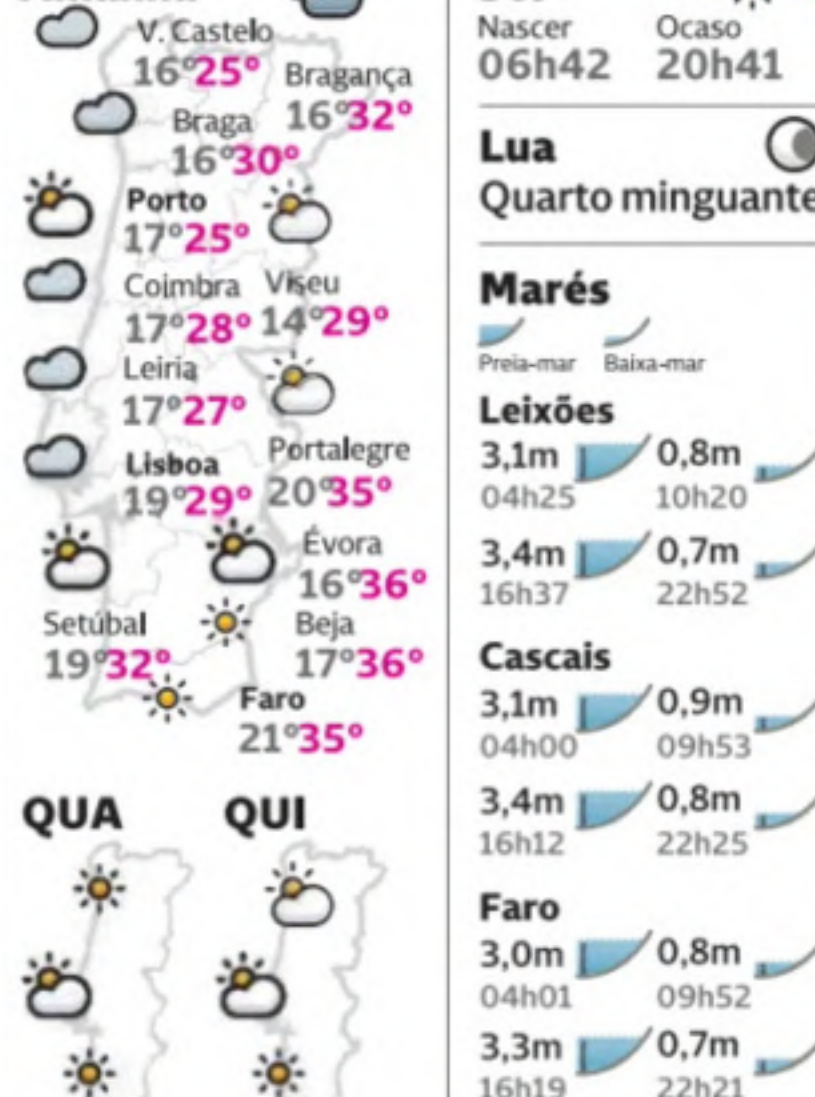 V. Castelo
16°25°
Bragança
16°32°
Braga
16°30°
Porto
17°25°
Coimbra
17°28°
Viseu
14°29°
Leiria
17°27°
Lisboa
19°29°
Portalegre
20°35°
Évora
16°36°
Setúbal
19°32°
Beja
17°36°
Faro
21°35°
QUA
QUI
Nascer Ocaso
06h42 20h41
Lua
Quarto minguante
Marés
Preia-mar Baixa-mar
Leixões
3,1m 0,8m
04h25 10h20
3,4m 0,7m
16h37 22h52
Cascais
3,1m 0,9m
04h00 09h53
3,4m 0,8m
16h12 22h25
Faro
3,0m 0,8m
04h01 09h52
3,3m 0,7m
16h19 22h21